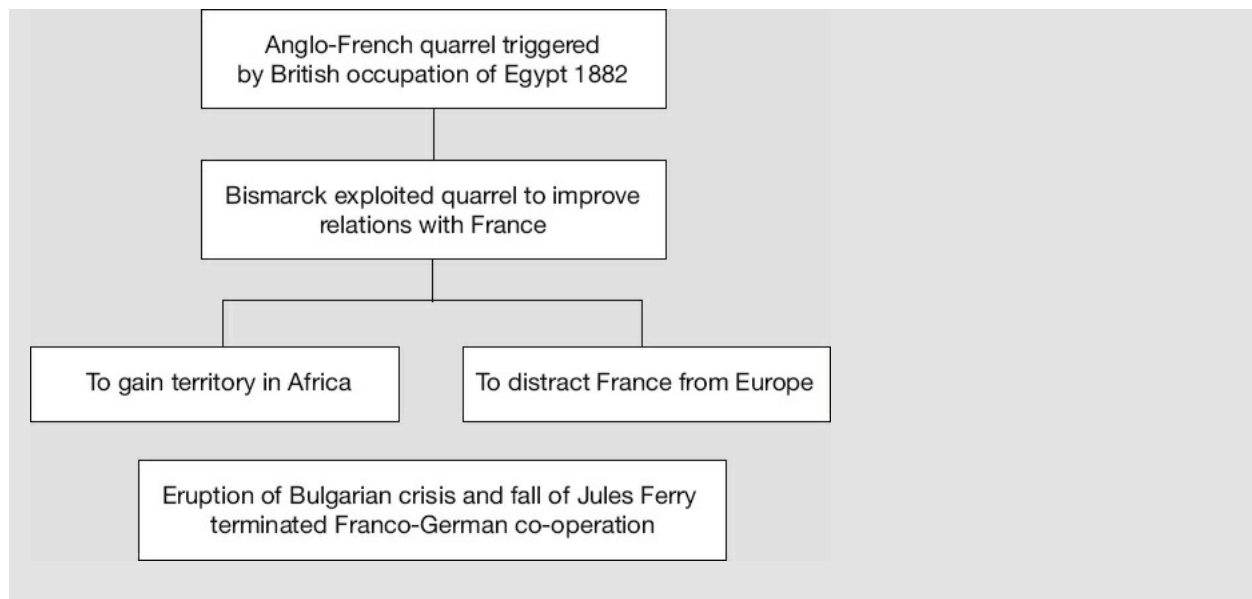 Anglo-French quarrel triggered
by British occupation of Egypt 1882
Bismarck exploited quarrel to improve
relations with France
To gain territory in Africa
To distract France from Europe
Eruption of Bulgarian crisis and fall of Jules Ferry
terminated Franco-German co-operation